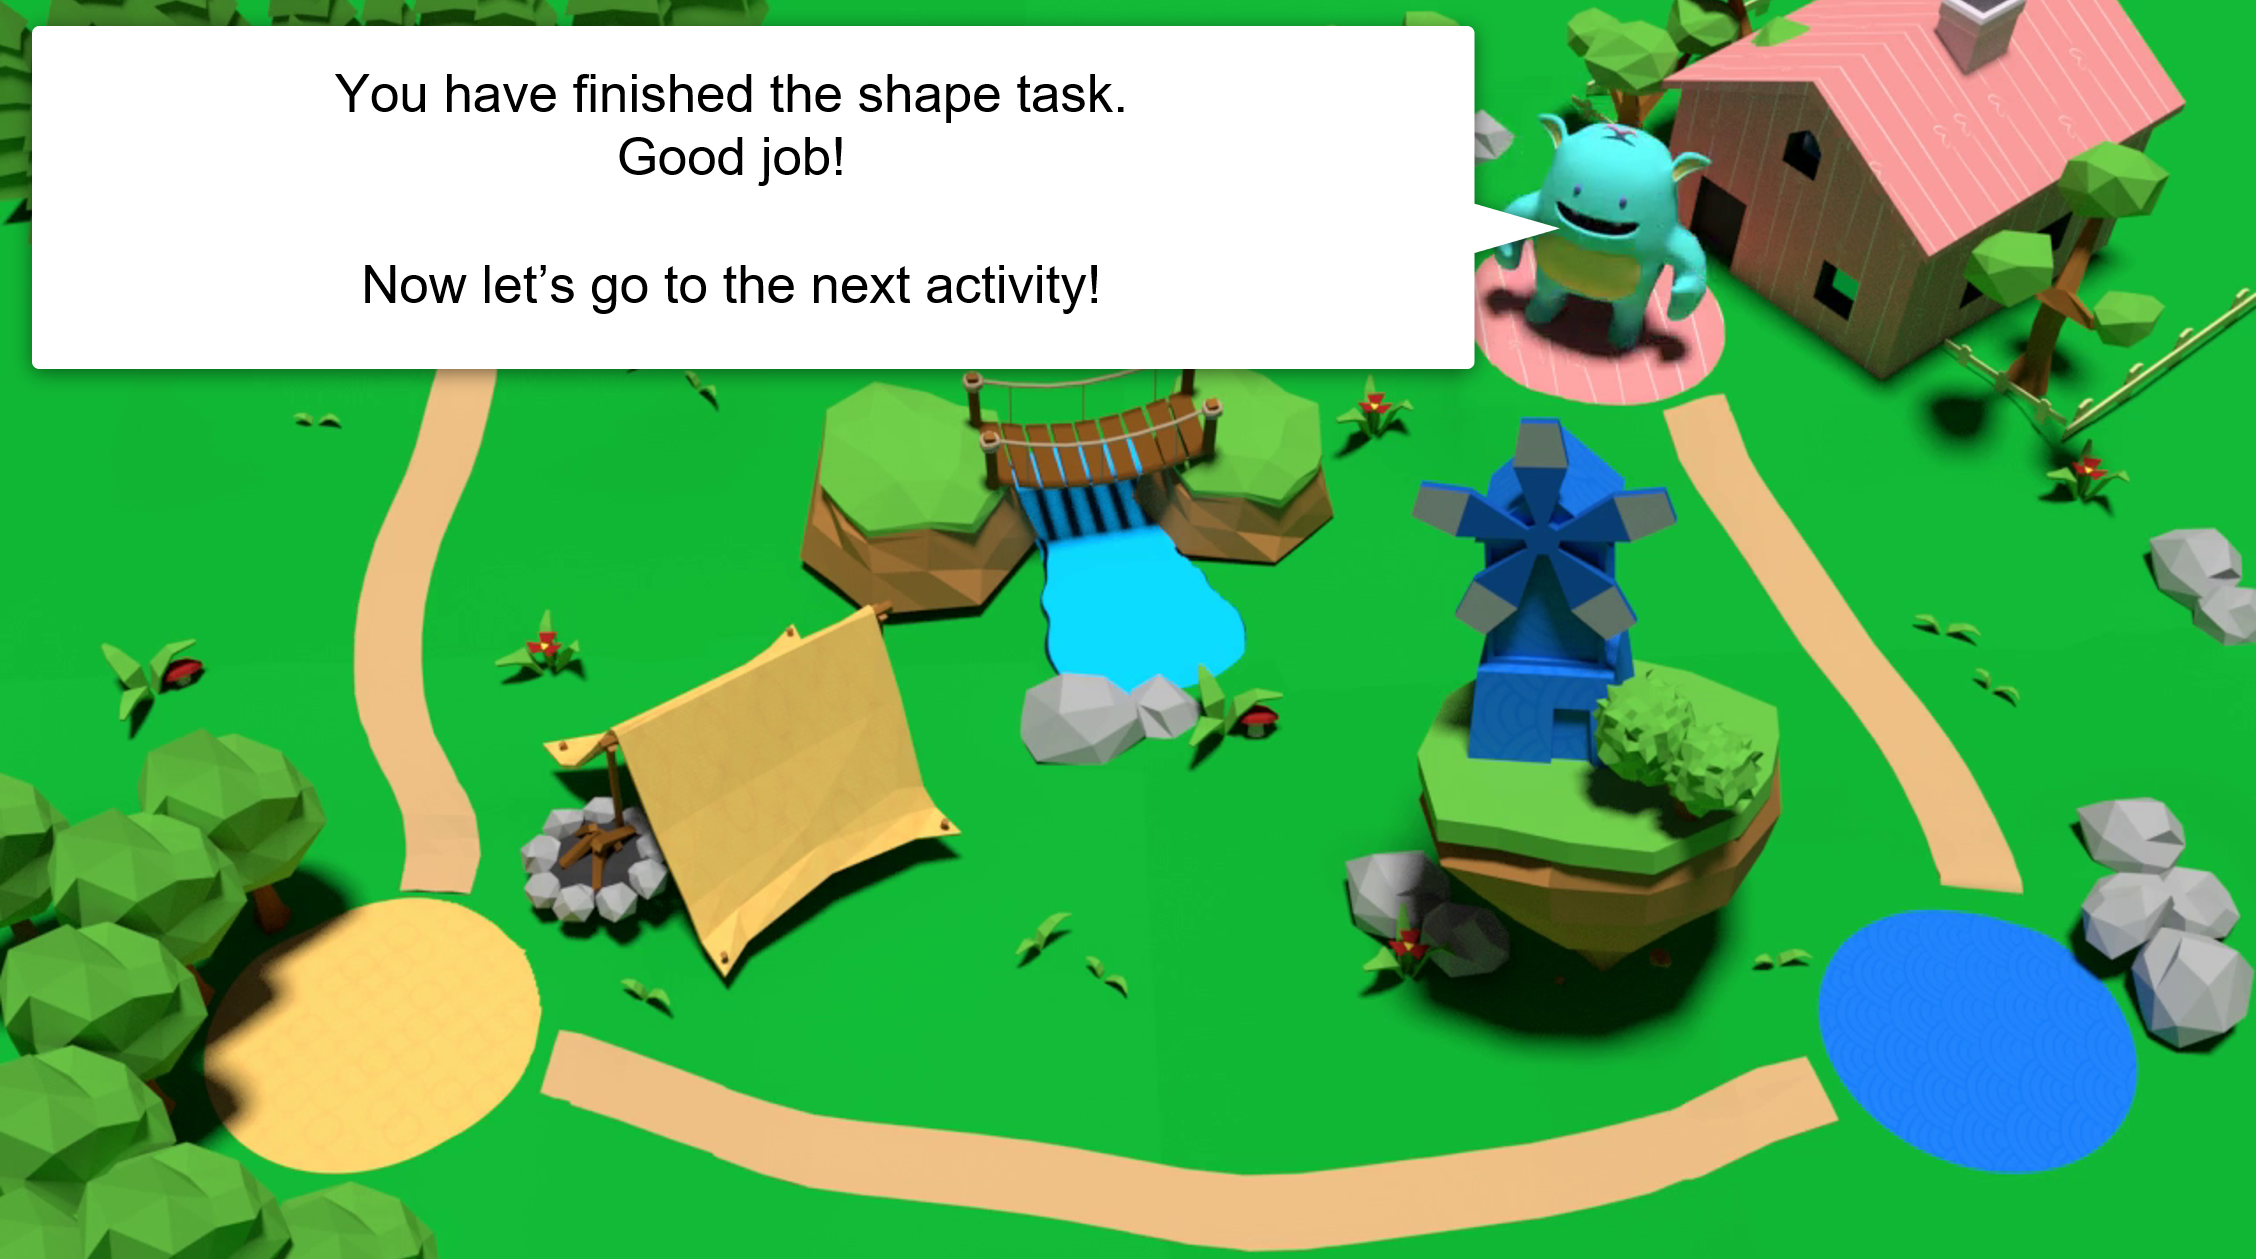 You have finished the shape task.
Good job!
Now let’s go to the next activity!